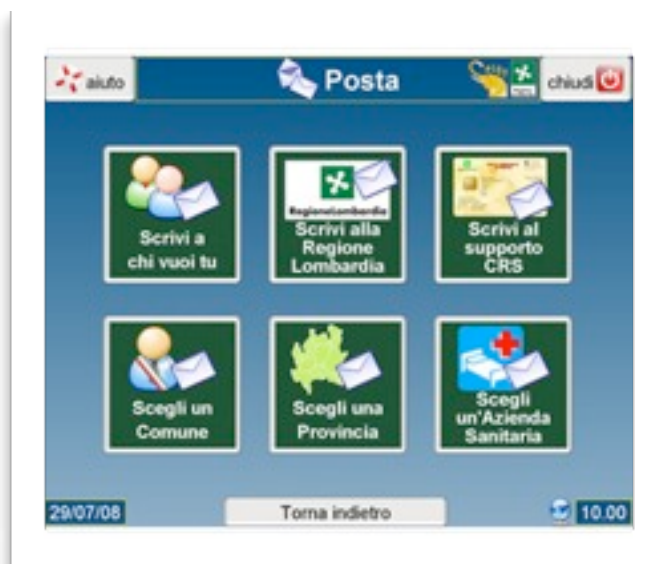 aiuto
Posta
chiudi
Scrivi a
chi vuoi tu
RegioneLombardia
Scrivi alla
Regione
Lombardia
Scrivi al
supporto
CRS
Scegli un
Comune
Scegli una
Provincia
Scegli
un'Azienda
Sanitaria
29/07/08
Torna indietro
10.00